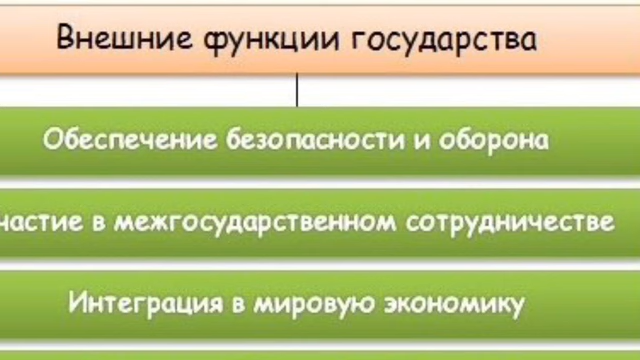 Внешние функции государства
Обеспечение безопасности и оборона
частие в межгосударственном сотрудничестве
Интеграция в мировую экономику